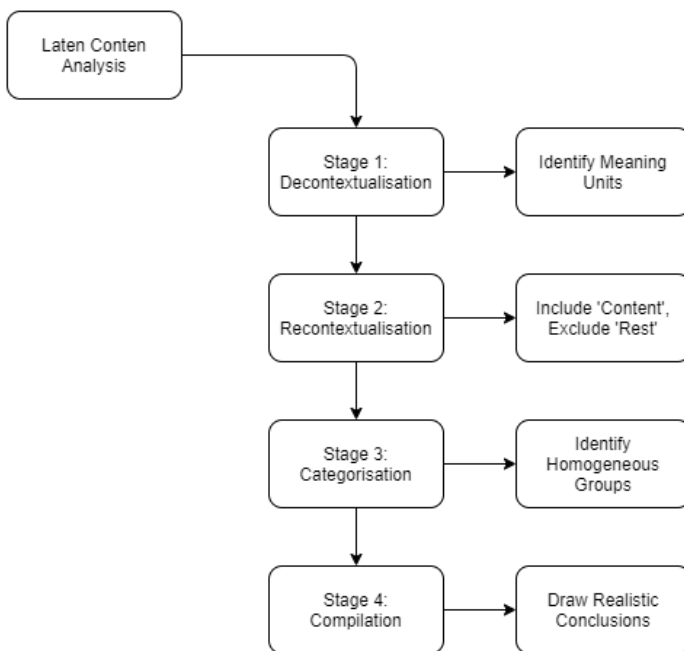 Laten Conten
Analysis
Stage 1:
Decontextualisation
Identify Meaning
Units
Stage 2:
Recontextualisation
Include 'Content',
Exclude 'Rest'
Stage 3:
Categorisation
Identify
Homogeneous
Groups
Stage 4:
Compilation
Draw Realistic
Conclusions